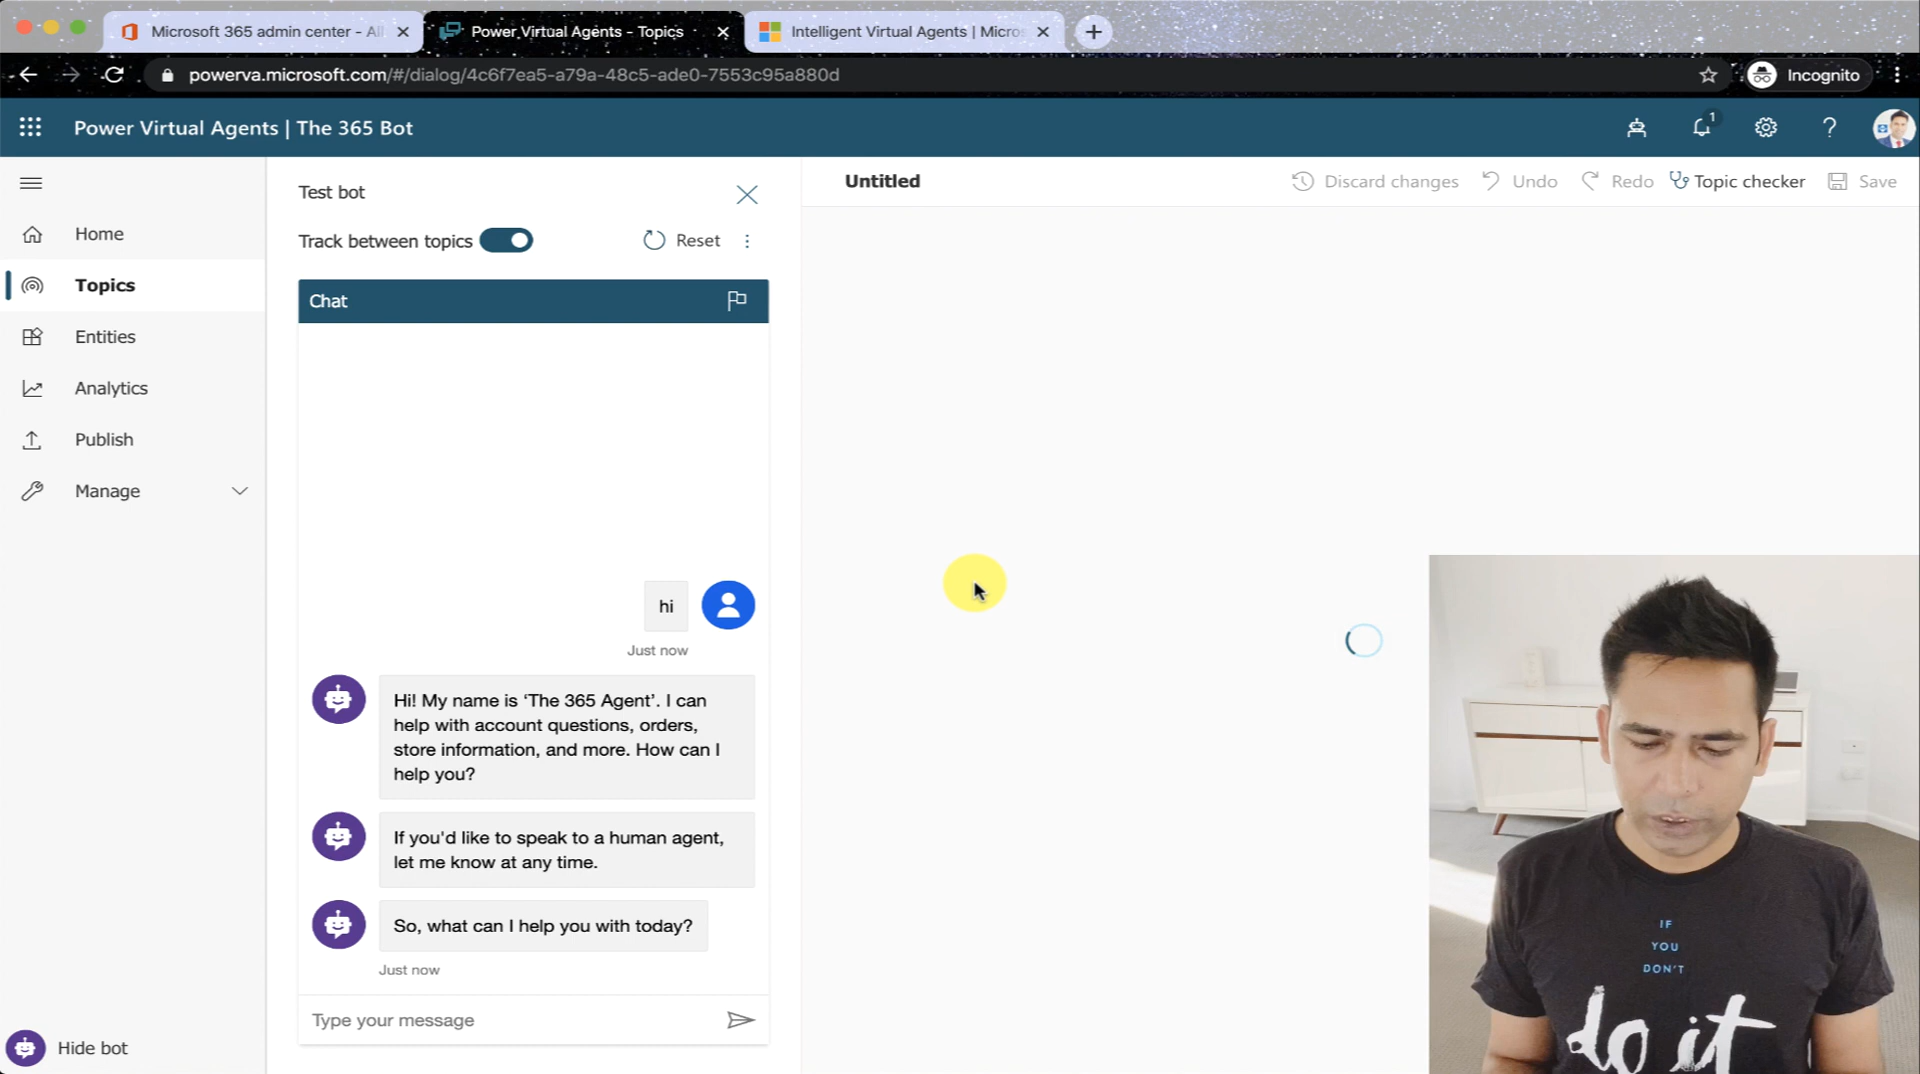 Microsoft 365 admin center - Al
Power Virtual Agents - Topics
Intelligent Virtual Agents | Micro
powerva.microsoft.com/#/dialog/4c6f7ea5-a79a-48c5-ade0-7553c95a880d
Incognito
Power Virtual Agents | The 365 Bot
1
?
Home
Topics
Entities
Analytics
Publish
Manage
Hide bot
Test bot
Track between topics
Reset
Chat
hi
Just now
Hi! My name is ‘The 365 Agent’. I can
help with account questions, orders,
store information, and more. How can I
help you?
If you'd like to speak to a human agent,
let me know at any time.
So, what can I help you with today?
Just now
Type your message
Untitled
Discard changes
Undo
Redo
Topic checker
Save
IF
YOU
DON'T
do it